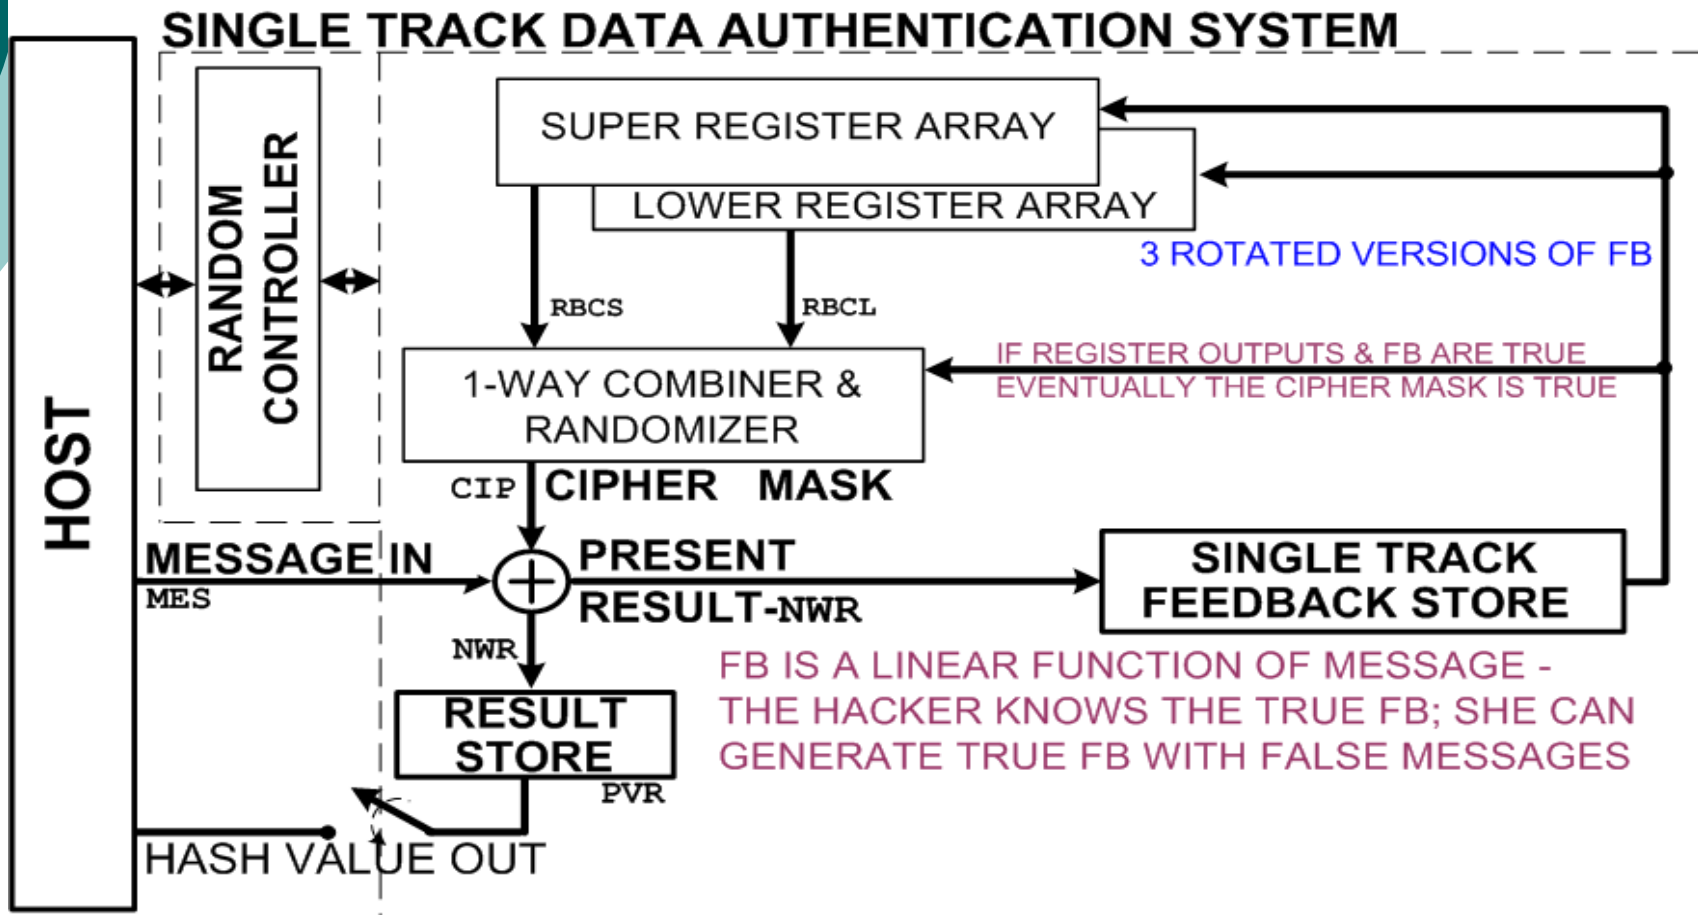 SINGLE TRACK DATA AUTHENTICATION SYSTEM
HOST
RANDOM
CONTROLLER
SUPER REGISTER ARRAY
LOWER REGISTER ARRAY
3 ROTATED VERSIONS OF FB
RBCS
RBCL
IF REGISTER OUTPUTS & FB ARE TRUE
EVENTUALLY THE CIPHER MASK IS TRUE
1-WAY COMBINER &
RANDOMIZER
CIP CIPHER MASK
MESSAGE IN
MES
PRESENT
RESULT-NWR
SINGLE TRACK
FEEDBACK STORE
NWR
FB IS A LINEAR FUNCTION OF MESSAGE -
THE HACKER KNOWS THE TRUE FB; SHE CAN
GENERATE TRUE FB WITH FALSE MESSAGES
RESULT
STORE
PVR
HASH VALUE OUT